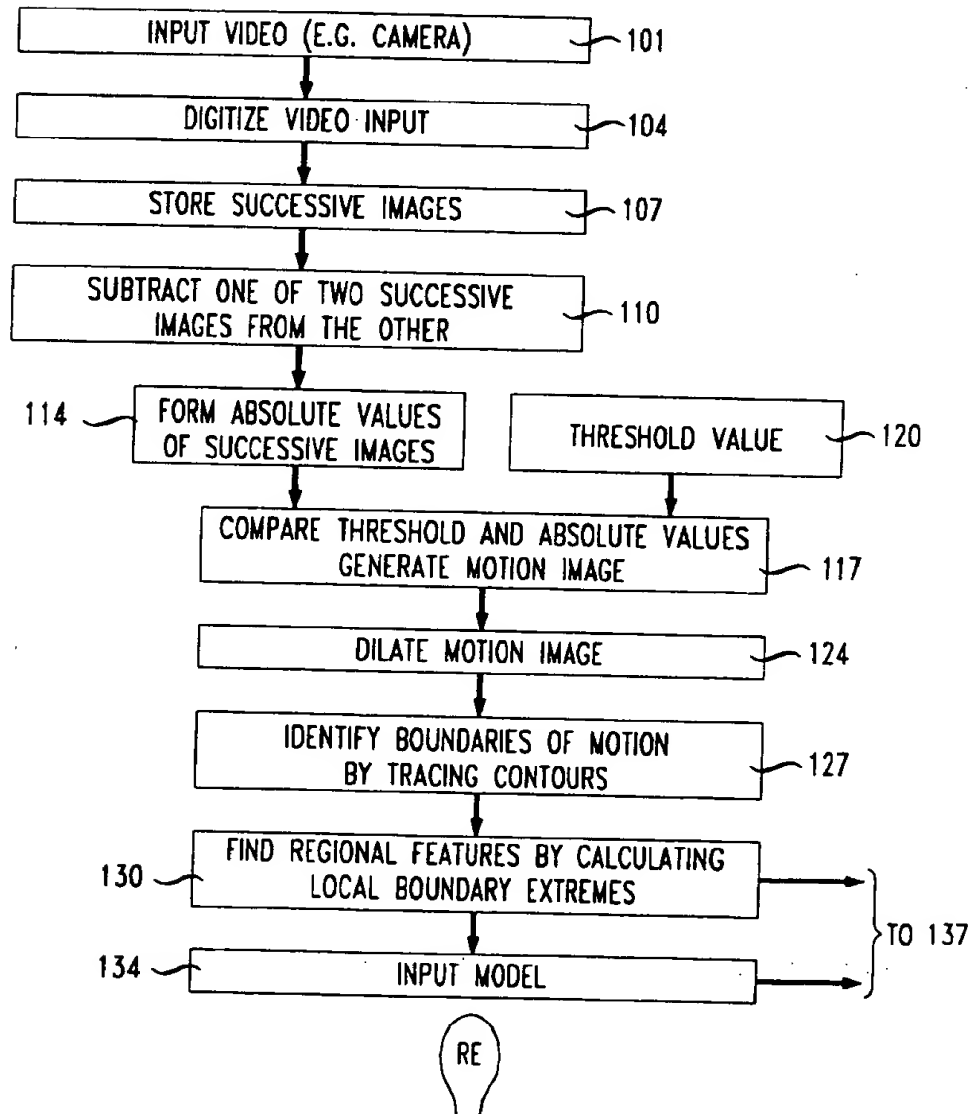 INPUT VIDEO (E.G. CAMERA)
101
DIGITIZE VIDEO INPUT
104
STORE SUCCESSIVE IMAGES
107
SUBTRACT ONE OF TWO SUCCESSIVE
IMAGES FROM THE OTHER
110
114
FORM ABSOLUTE VALUES
OF SUCCESSIVE IMAGES
THRESHOLD VALUE
120
COMPARE THRESHOLD AND ABSOLUTE VALUES
GENERATE MOTION IMAGE
117
DILATE MOTION IMAGE
124
IDENTIFY BOUNDARIES OF MOTION
BY TRACING CONTOURS
127
130
FIND REGIONAL FEATURES BY CALCULATING
LOCAL BOUNDARY EXTREMES
TO 137
134
INPUT MODEL
RE